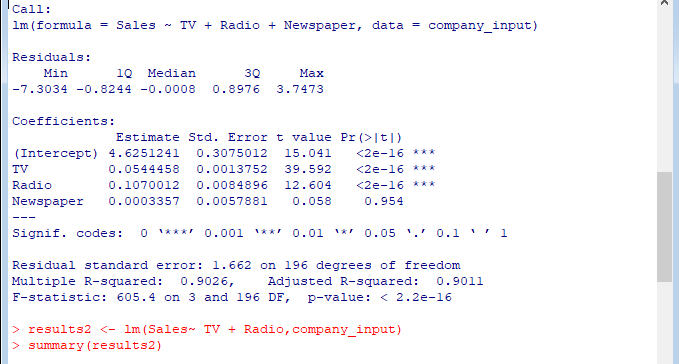 Call:
lm(formula = Sales ~ TV + Radio + Newspaper, data = company_input)
Residuals:
    Min      1Q  Median      3Q     Max
-7.3034 -0.8244 -0.0008  0.8976  3.7473
Coefficients:
             Estimate Std. Error t value Pr(>|t|)
(Intercept) 4.6251241  0.3075012  15.041   <2e-16 ***
TV          0.0544458  0.0013752  39.592   <2e-16 ***
Radio       0.1070012  0.0084896  12.604   <2e-16 ***
Newspaper   0.0003357  0.0057881   0.058    0.954
---
Signif. codes:  0 ‘***’ 0.001 ‘**’ 0.01 ‘*’ 0.05 ‘.’ 0.1 ‘ ’ 1
Residual standard error: 1.662 on 196 degrees of freedom
Multiple R-squared:  0.9026,    Adjusted R-squared:  0.9011
F-statistic: 605.4 on 3 and 196 DF,  p-value: < 2.2e-16
> results2 <- lm(Sales~ TV + Radio,company_input)
> summary(results2)